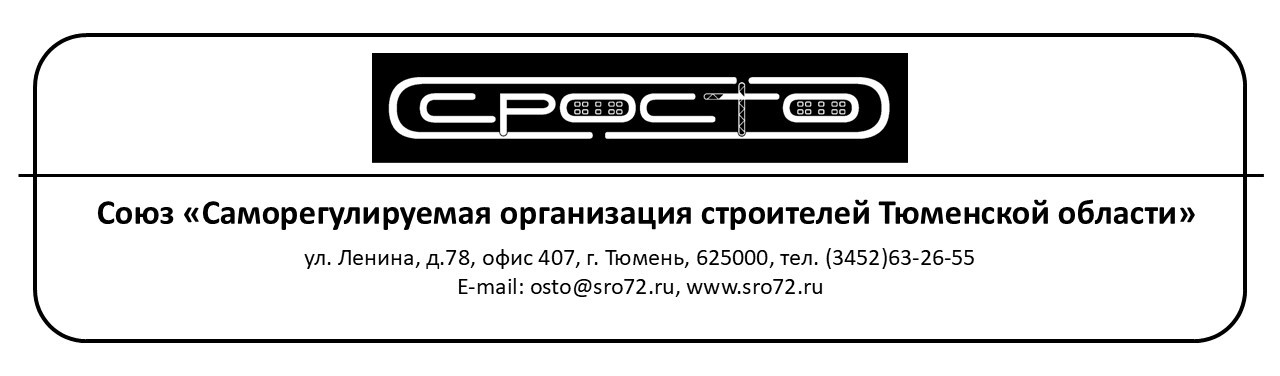 СРОСТО
Союз «Саморегулируемая организация строителей Тюменской области»
ул. Ленина, д.78, офис 407, г. Тюмень, 625000, тел. (3452)63-26-55
E-mail: osto@sro72.ru, www.sro72.ru